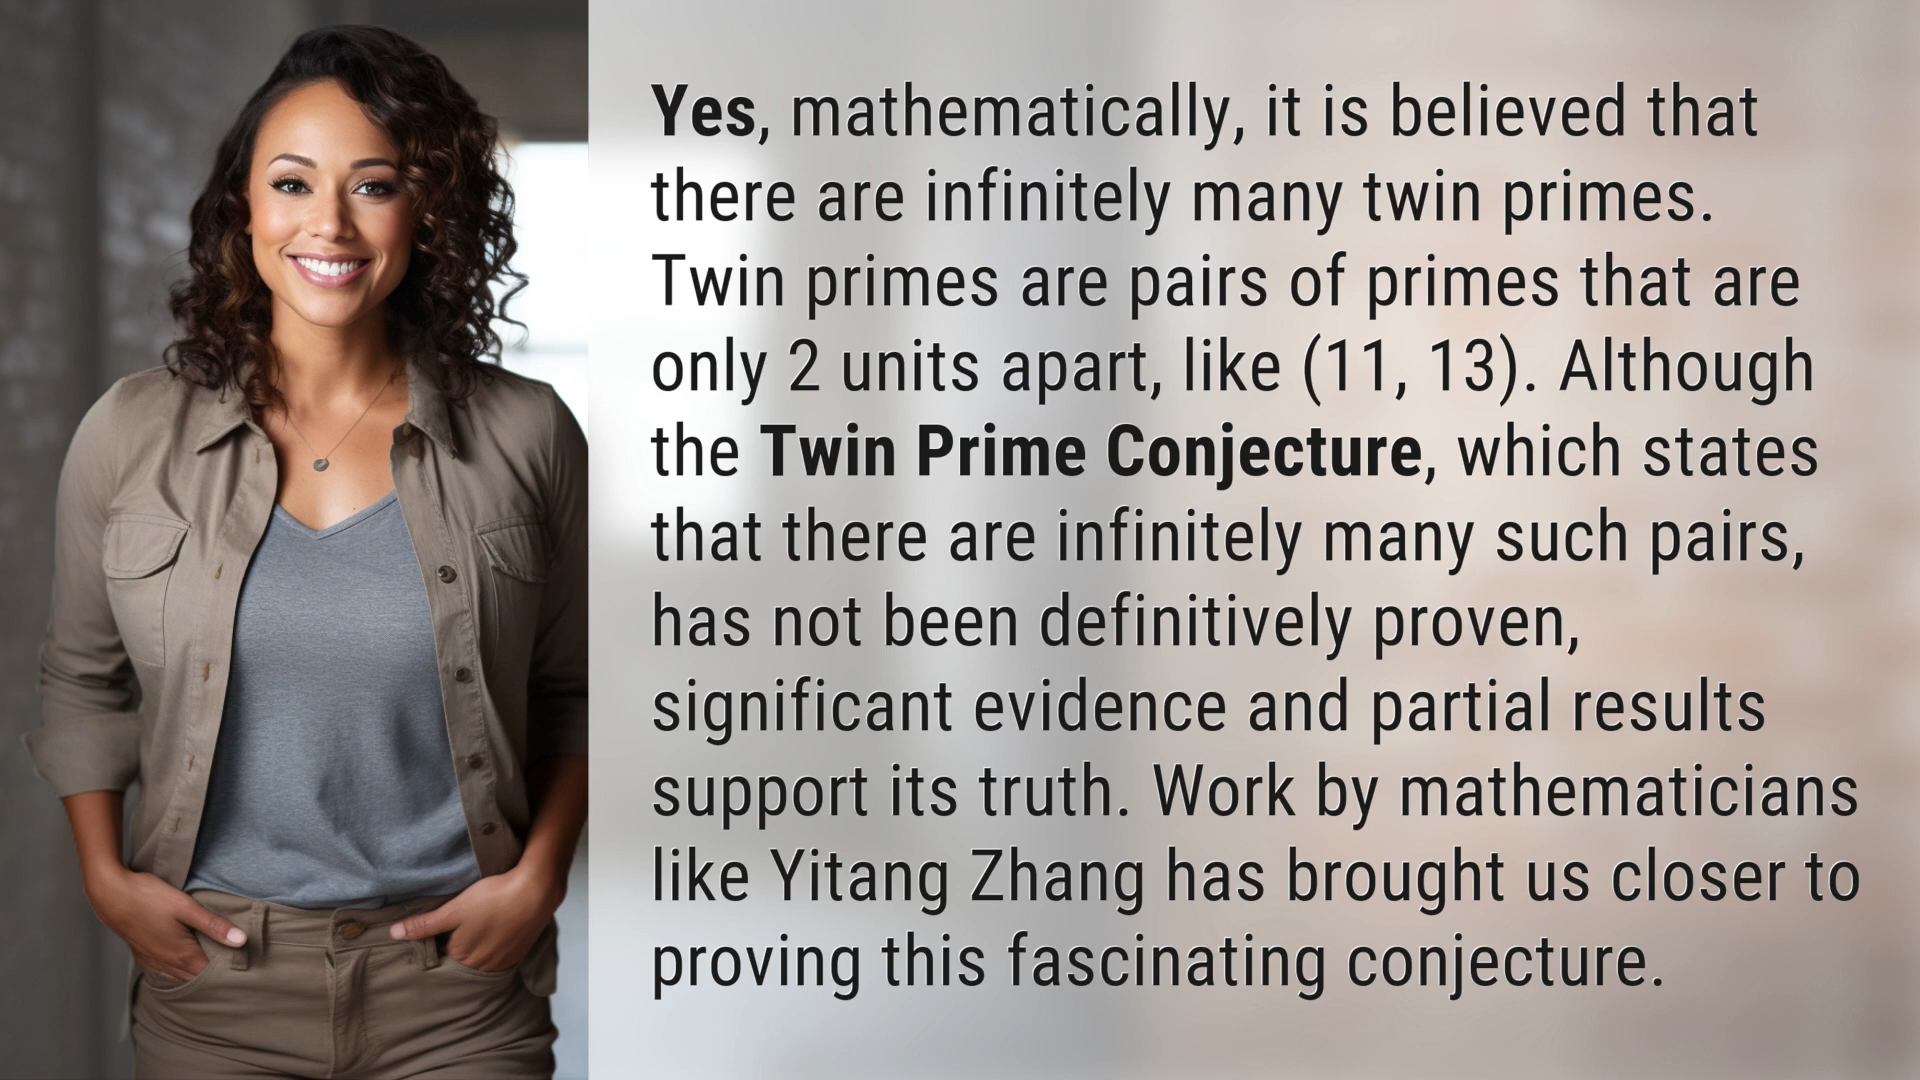 Yes, mathematically, it is believed that
there are infinitely many twin primes.
Twin primes are pairs of primes that are
only 2 units apart, like (11, 13). Although
the Twin Prime Conjecture, which states
that there are infinitely many such pairs,
has not been definitively proven,
significant evidence and partial results
support its truth. Work by mathematicians
like Yitang Zhang has brought us closer to
proving this fascinating conjecture.